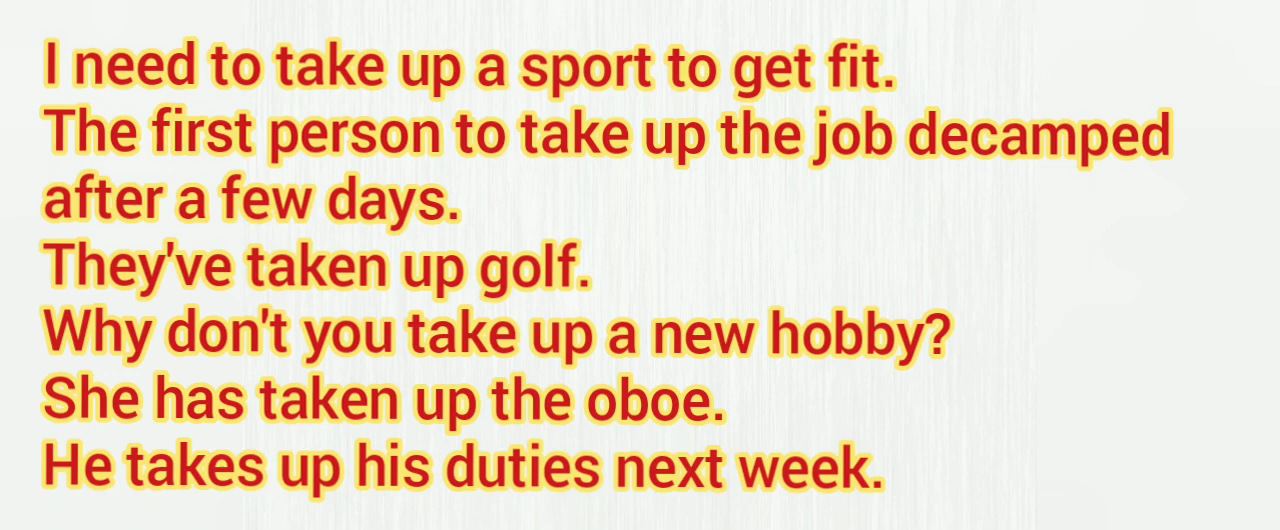 I need to take up a sport to get fit.
The first person to take up the job decamped
after a few days.
They've taken up golf.
Why don't you take up a new hobby?
She has taken up the oboe.
He takes up his duties next week.